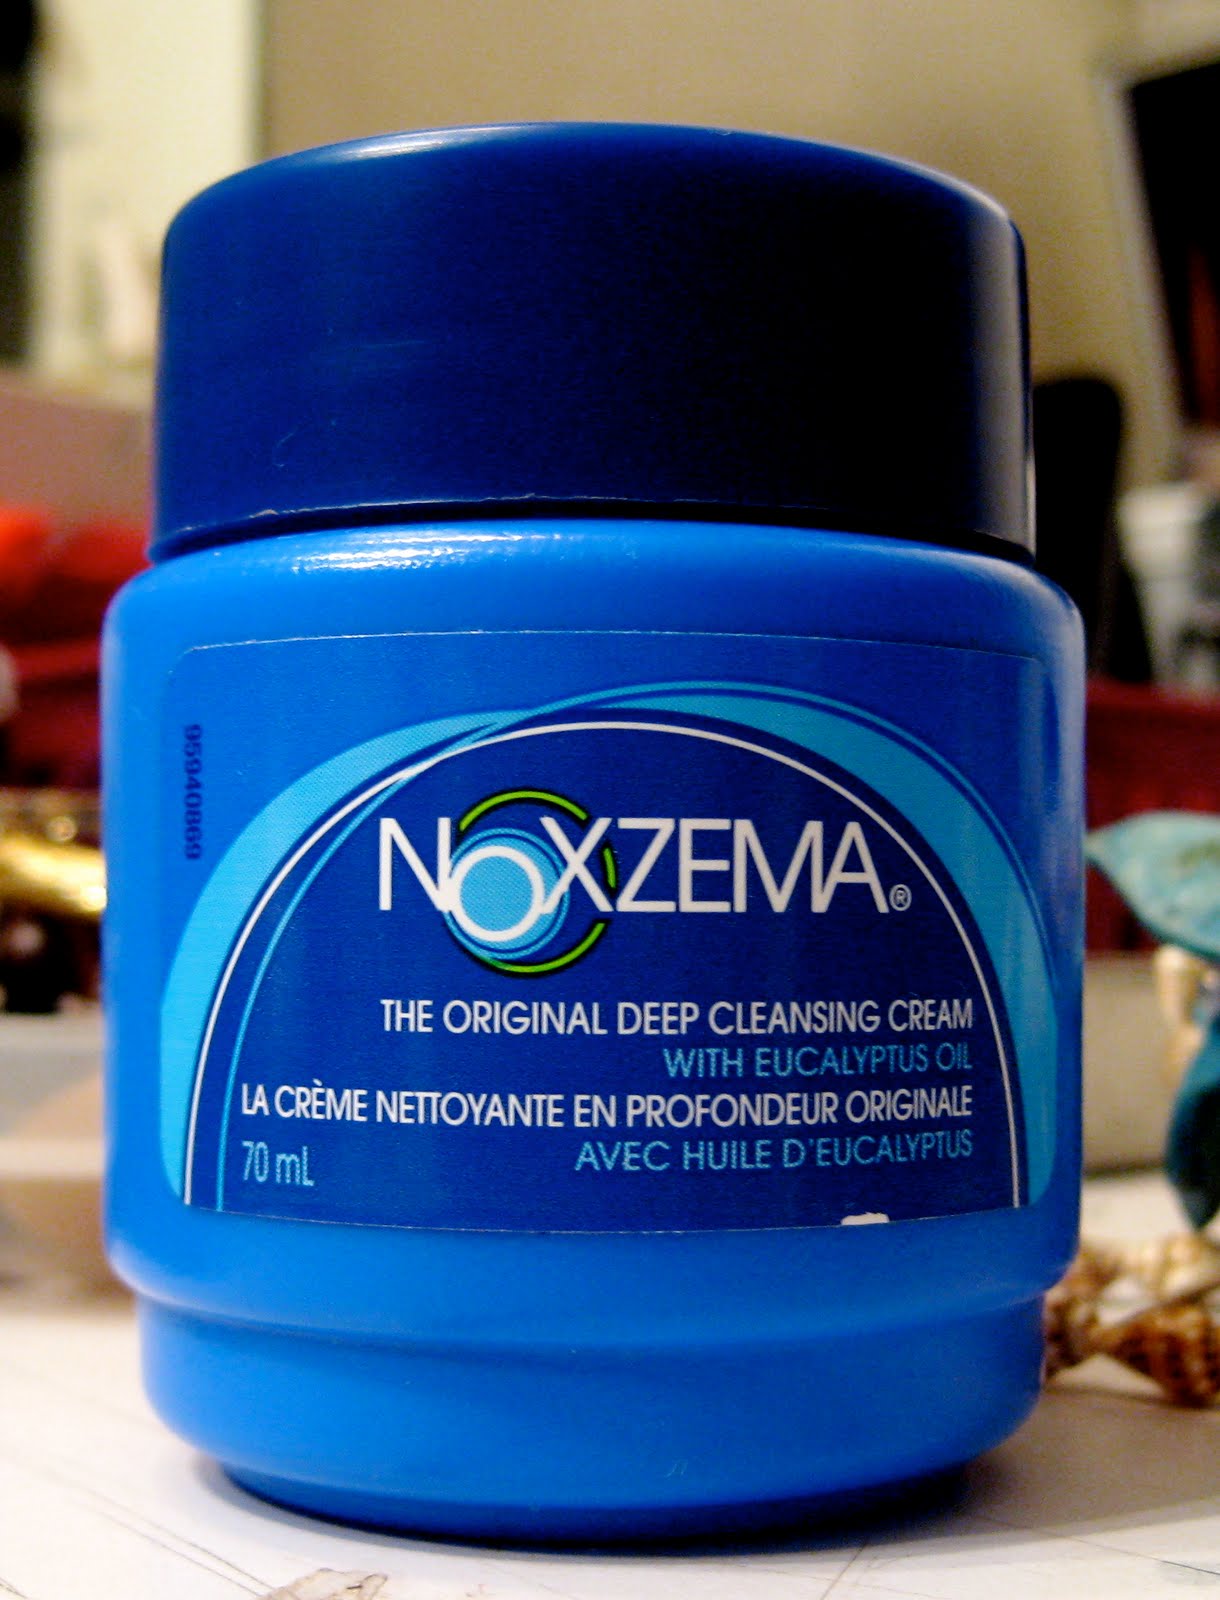 NOXZEMA®
THE ORIGINAL DEEP CLEANSING CREAM
WITH EUCALYPTUS OIL
LA CRÈME NETTOYANTE EN PROFONDEUR ORIGINALE
AVEC HUILE D'EUCALYPTUS
70 mL
95940869